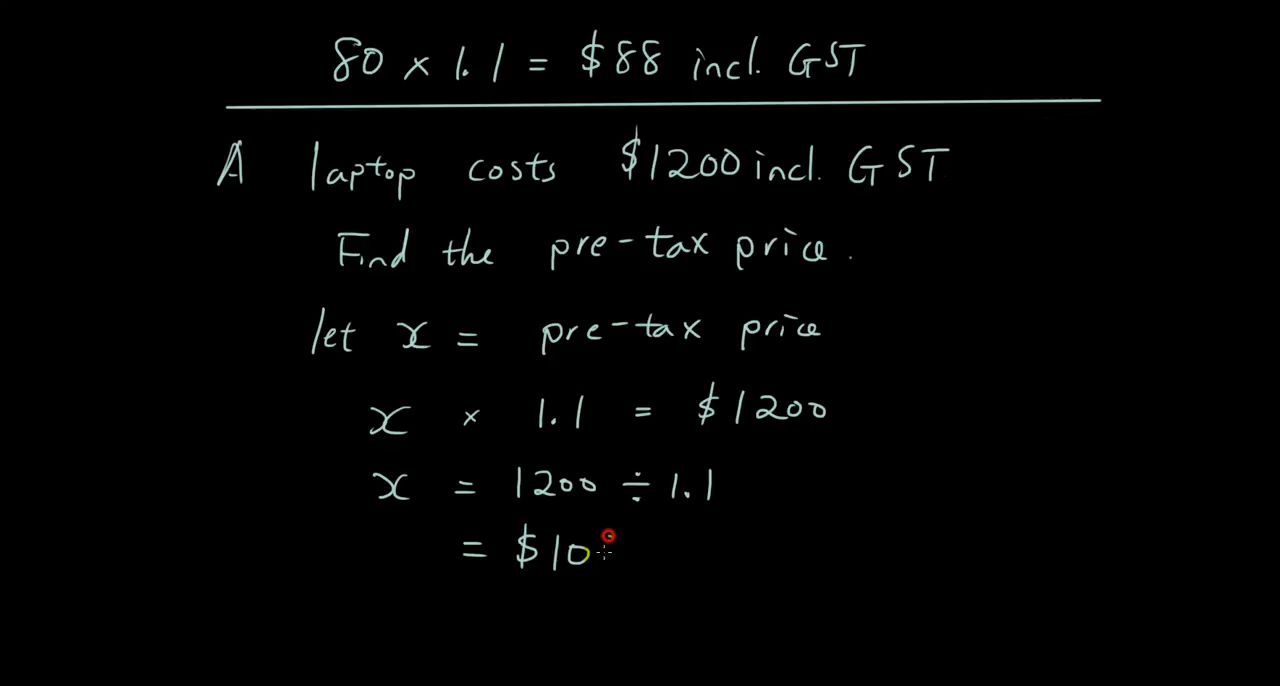 80 × 1.1 = $88 incl. GST
A laptop costs $1200 incl. GST
Find the pre-tax price.
let x = pre-tax price
x × 1.1 = $1200
x = 1200 ÷ 1.1
= $10